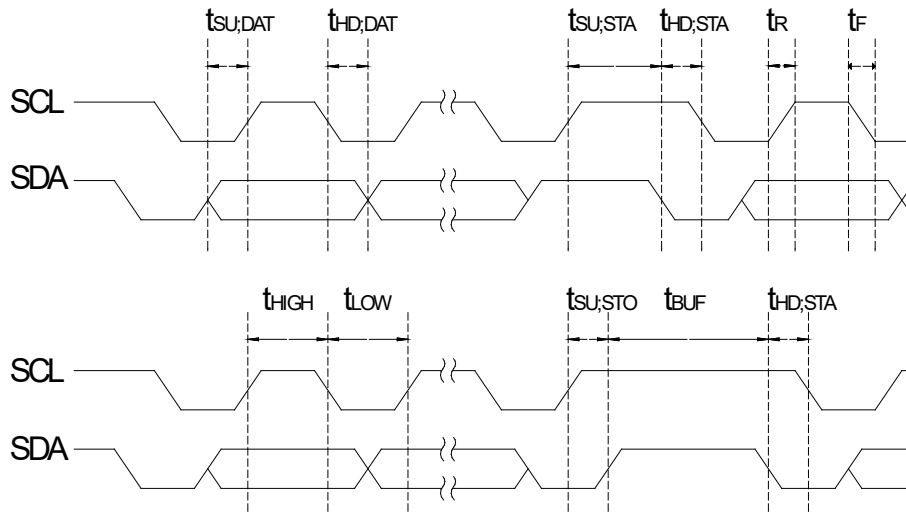 tSU;DAT tHD;DAT tSU;STA tHD;STA tR tF
SCL
SDA
tHIGH tLOW tSU;STO tBUF tHD;STA
SCL
SDA